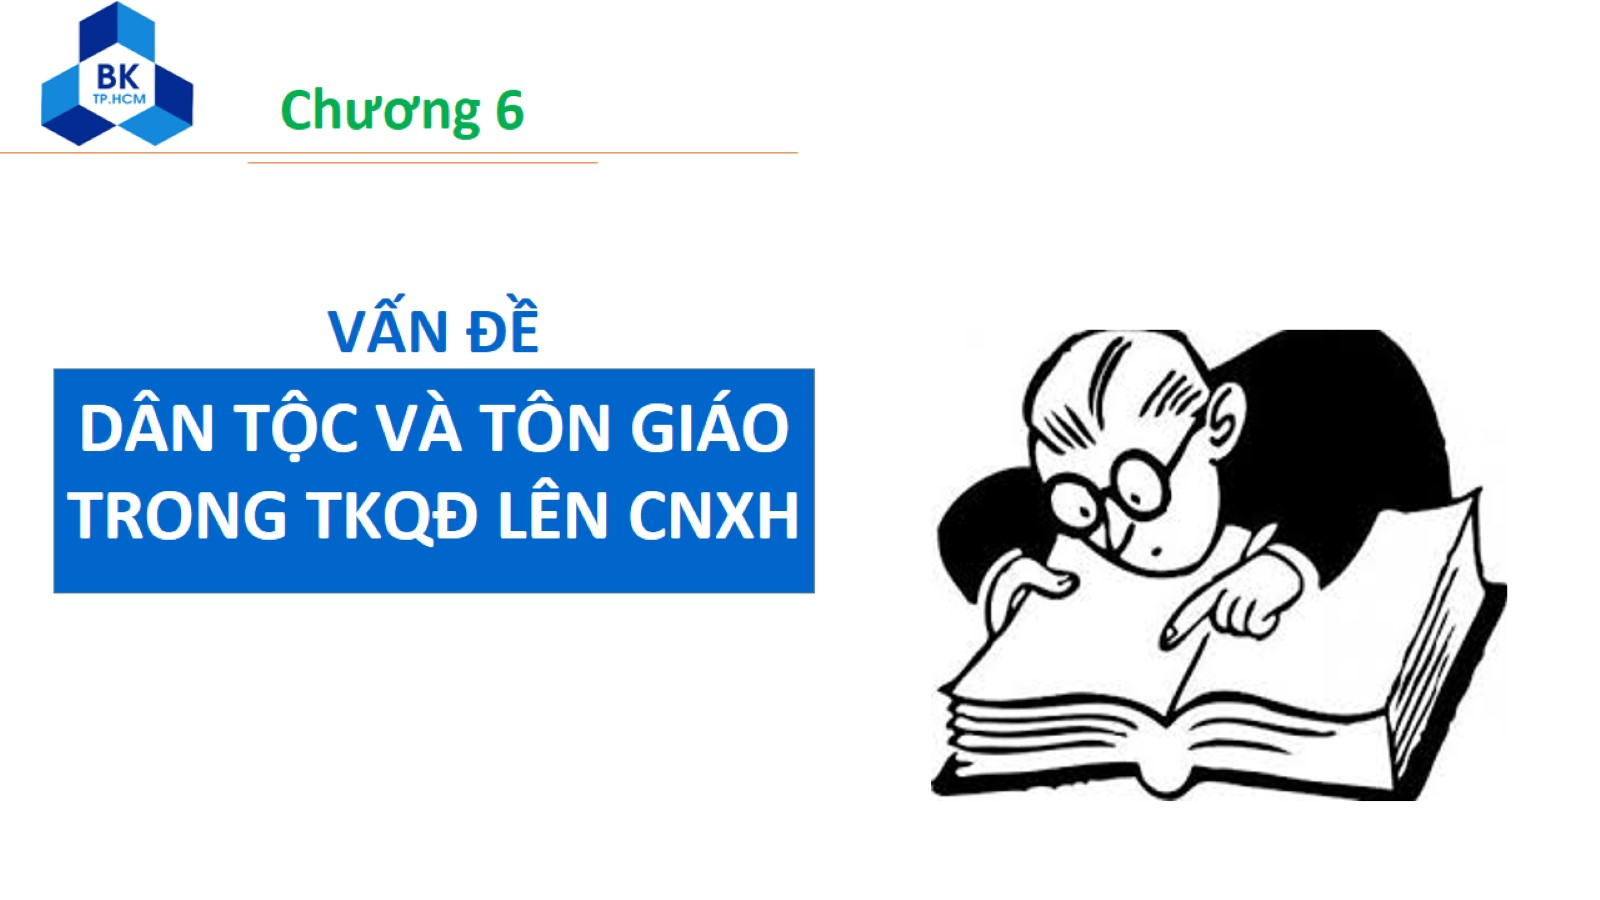 BK
TP.HCM
Chương 6
VẤN ĐỀ
DÂN TỘC VÀ TÔN GIÁO
TRONG TKQĐ LÊN CNXH